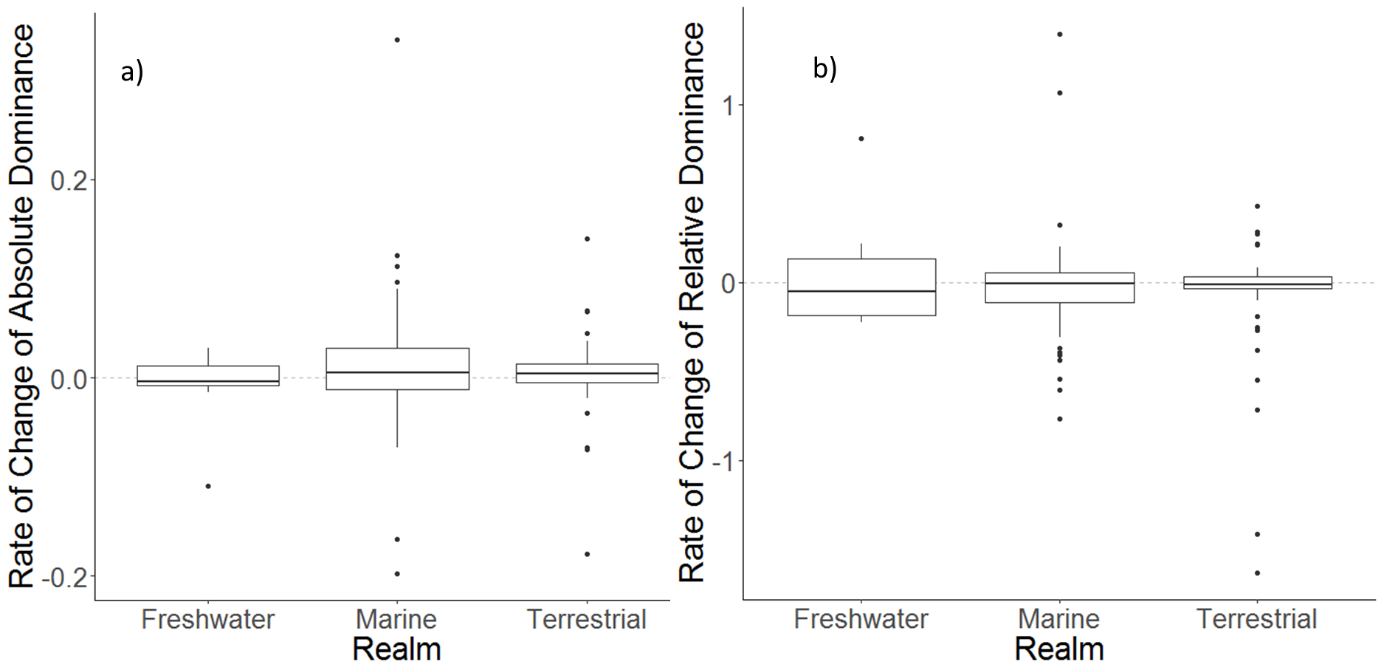 a)
Rate of Change of Absolute Dominance
0.2
0.0
-0.2
Freshwater Marine Terrestrial
Realm
b)
Rate of Change of Relative Dominance
1
0
-1
Freshwater Marine Terrestrial
Realm